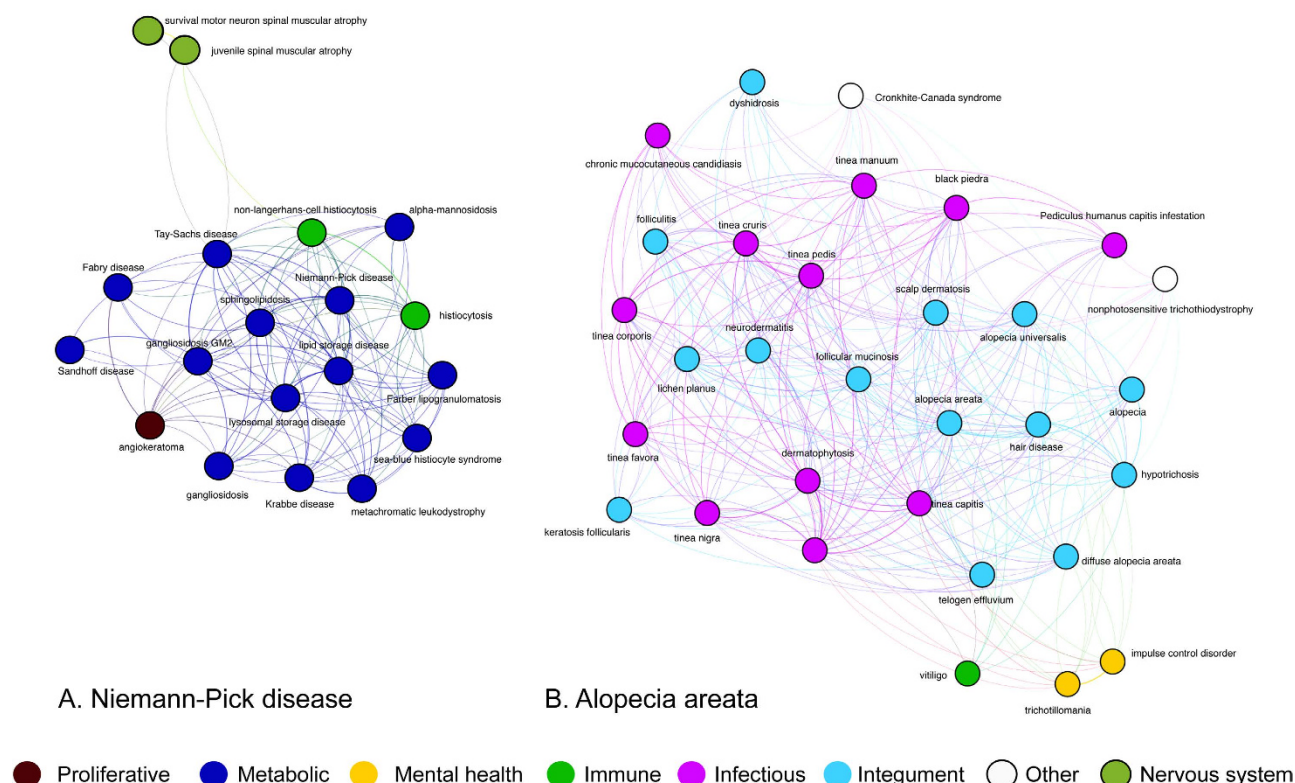 survival motor neuron spinal muscular atrophy
juvenile spinal muscular atrophy
non-langerhans-cell histiocytosis
alpha-mannosidosis
Tay-Sachs disease
Fabry disease
Niemann-Pick disease
sphingolipidosis
histiocytosis
gangliosidosis GM2
lipid storage disease
Sandhoff disease
Farber lipogranulomatosis
lysosomal storage disease
angiokeratoma
sea-blue histiocyte syndrome
gangliosidosis
Krabbe disease
metachromatic leukodystrophy
A. Niemann-Pick disease
dyshidrosis
Cronkhite-Canada syndrome
chronic mucocutaneous candidiasis
tinea manuum
black piedra
folliculitis
tinea cruris
Pediculus humanus capitis infestation
tinea pedis
scalp dermatosis
nonphotosensitive trichothiodystrophy
tinea corporis
neurodermatitis
alopecia universalis
follicular mucinosis
lichen planus
alopecia areata
alopecia
hair disease
tinea favora
dermatophytosis
hypotrichosis
tinea capitis
keratosis follicularis
tinea nigra
diffuse alopecia areata
telogen effluvium
impulse control disorder
vitiligo
trichotillomania
B. Alopecia areata
Proliferative Metabolic Mental health Immune Infectious Integument Other Nervous system